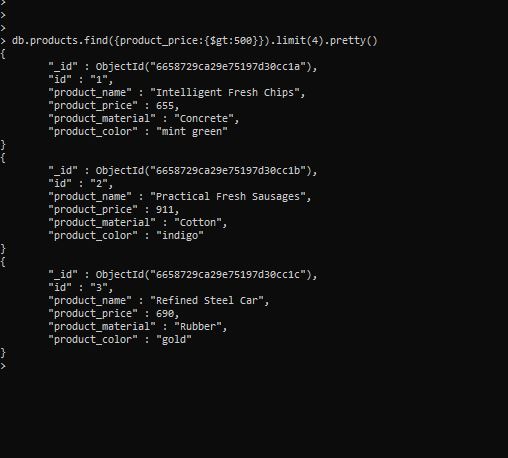 >
>
>
> db.products.find({product_price:{$gt:500}}).limit(4).pretty()
{
        "_id" : ObjectId("6658729ca29e75197d30cc1a"),
        "id" : "1",
        "product_name" : "Intelligent Fresh Chips",
        "product_price" : 655,
        "product_material" : "Concrete",
        "product_color" : "mint green"
}
{
        "_id" : ObjectId("6658729ca29e75197d30cc1b"),
        "id" : "2",
        "product_name" : "Practical Fresh Sausages",
        "product_price" : 911,
        "product_material" : "Cotton",
        "product_color" : "indigo"
}
{
        "_id" : ObjectId("6658729ca29e75197d30cc1c"),
        "id" : "3",
        "product_name" : "Refined Steel Car",
        "product_price" : 690,
        "product_material" : "Rubber",
        "product_color" : "gold"
}
>